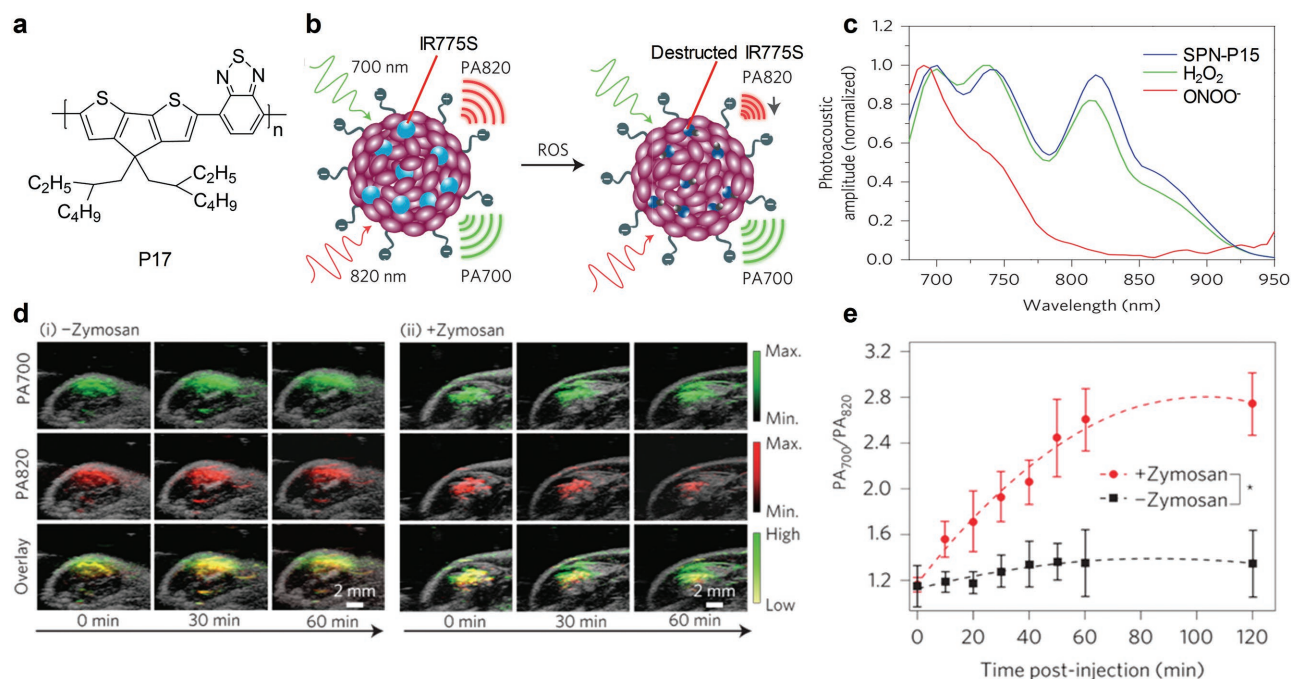 a
S
N N
S S
n
C2H5 C2H5
C4H9 C4H9
P17
b
IR775S
700 nm
PA820
820 nm
PA700
ROS
Destructed IR775S
PA820
PA700
c
Photoacoustic
amplitude (normalized)
1.0
0.8
0.6
0.4
0.2
0.0
SPN-P15
H2O2
ONOO-
700 750 800 850 900 950
Wavelength (nm)
d
(i) −Zymosan
(ii) +Zymosan
PA700
PA820
Overlay
Max.
Min.
Max.
Min.
High
Low
2 mm
2 mm
0 min 30 min 60 min
0 min 30 min 60 min
e
PA700/PA820
3.2
2.8
2.4
2.0
1.6
1.2
+Zymosan
−Zymosan
*
0 20 40 60 80 100 120
Time post-injection (min)